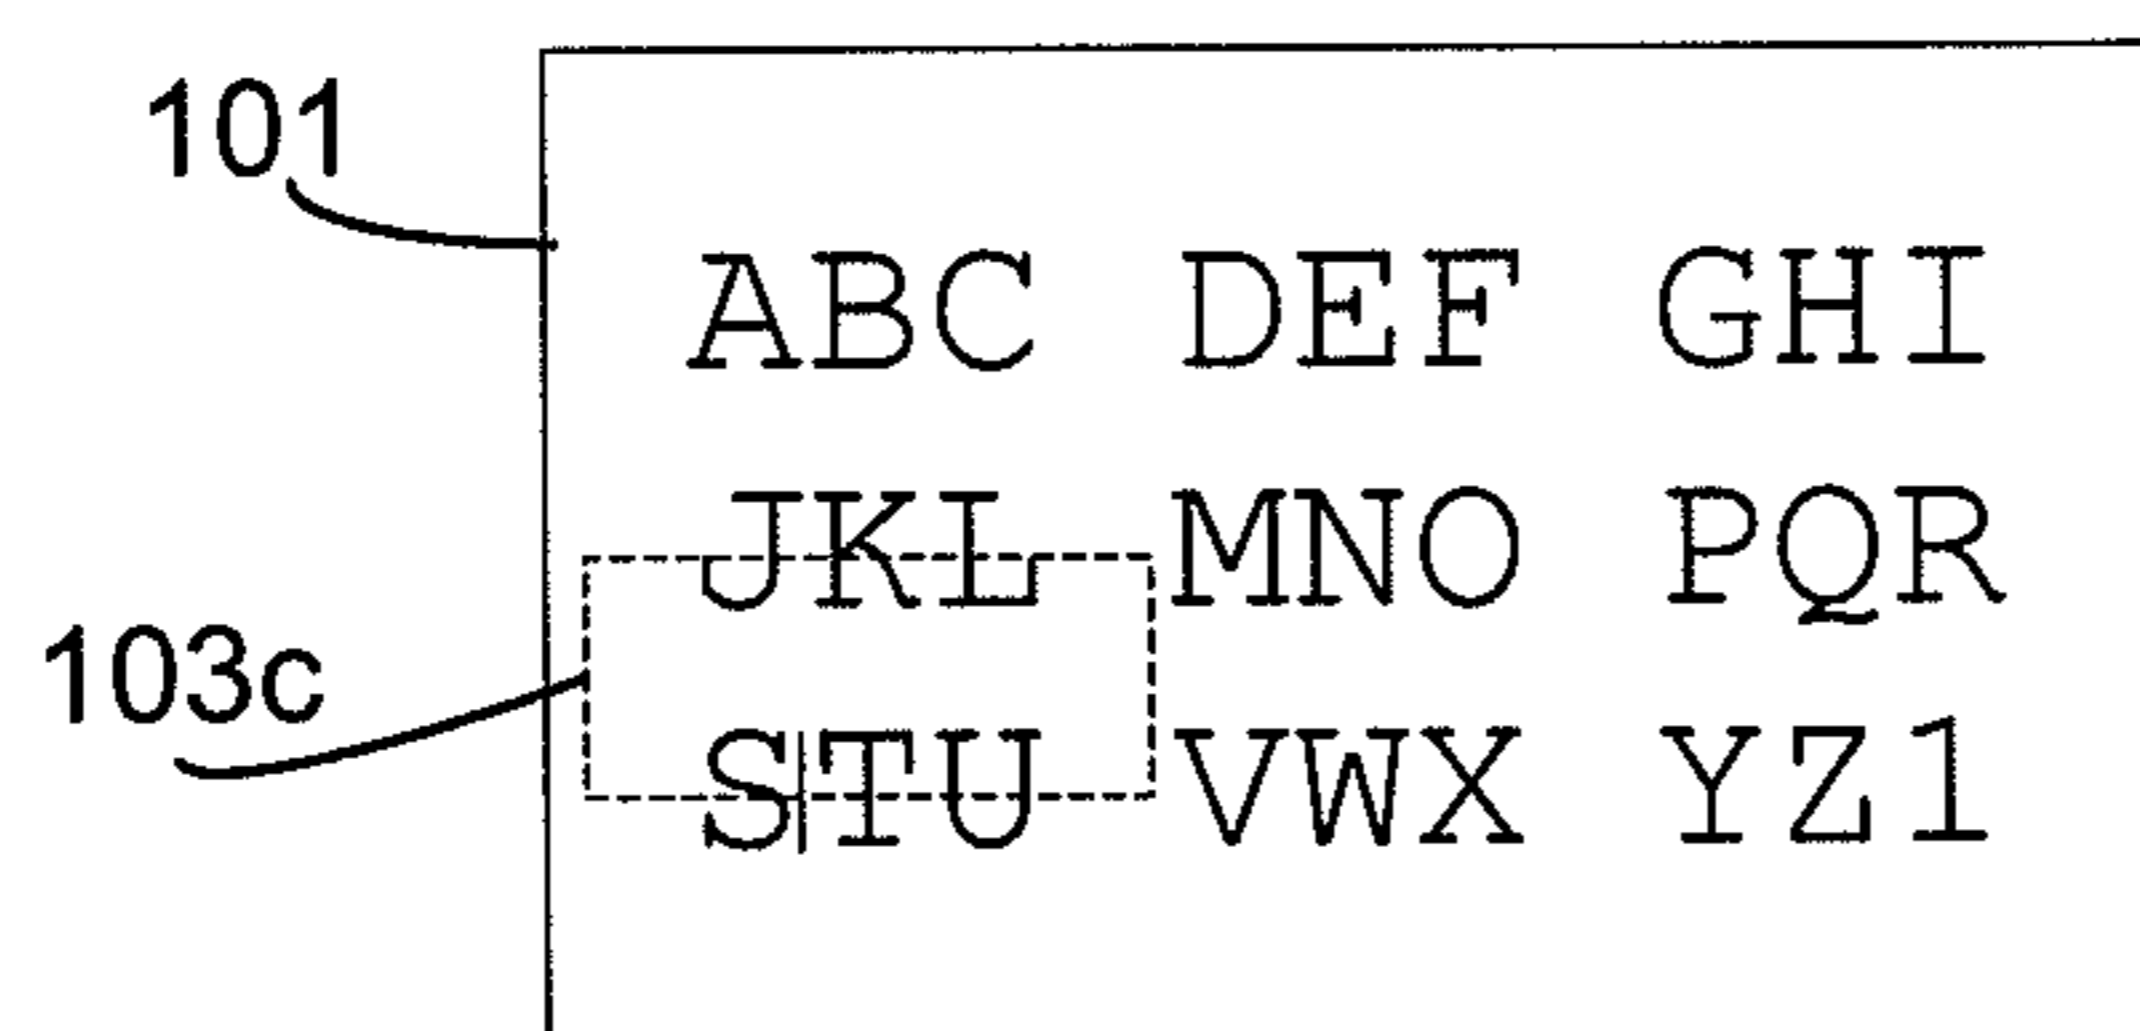 101
ABC DEF GHI
JKL MNO PQR
103c
STU VWX YZ1